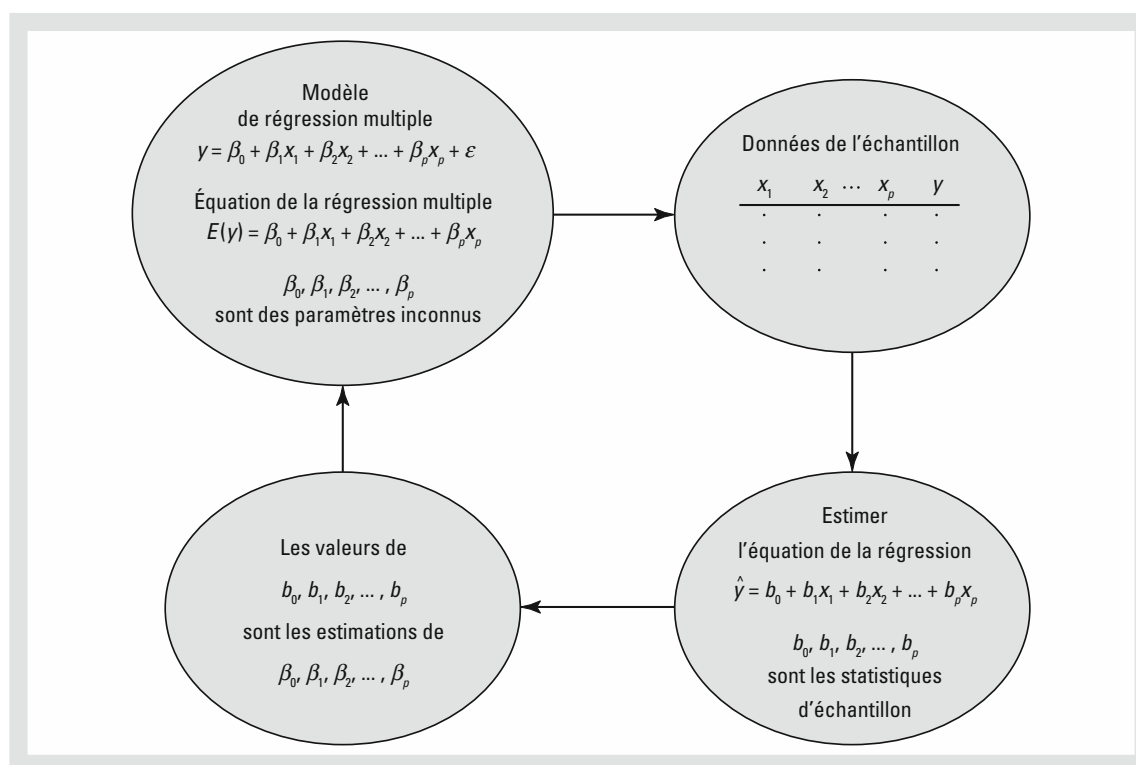 Modèle
de régression multiple
y = β₀ + β₁x₁ + β₂x₂ + ... + βₚxₚ + ε
Équation de la régression multiple
E(y) = β₀ + β₁x₁ + β₂x₂ + ... + βₚxₚ
β₀, β₁, β₂, ... , βₚ
sont des paramètres inconnus
Données de l'échantillon
x₁ x₂ ··· xₚ y
. . . .
. . . .
. . . .
Estimer
l'équation de la régression
ŷ = b₀ + b₁x₁ + b₂x₂ + ... + bₚxₚ
b₀, b₁, b₂, ... , bₚ
sont les statistiques
d'échantillon
Les valeurs de
b₀, b₁, b₂, ... , bₚ
sont les estimations de
β₀, β₁, β₂, ... , βₚ